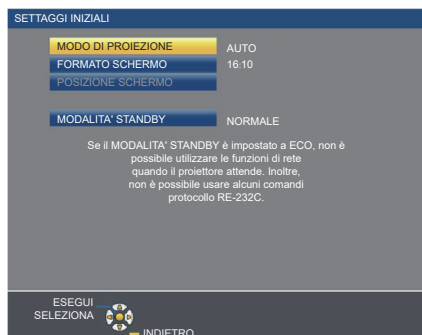 SETTAGGI INIZIALI
MODO DI PROIEZIONE AUTO
FORMATO SCHERMO 16:10
POSIZIONE SCHERMO
MODALITA' STANDBY NORMALE
Se il MODALITA' STANDBY è impostato a ECO, non è
possibile utilizzare le funzioni di rete
quando il proiettore attende. Inoltre,
non è possibile usare alcuni comandi
protocollo RE-232C.
ESEGUI
SELEZIONA
INDIETRO